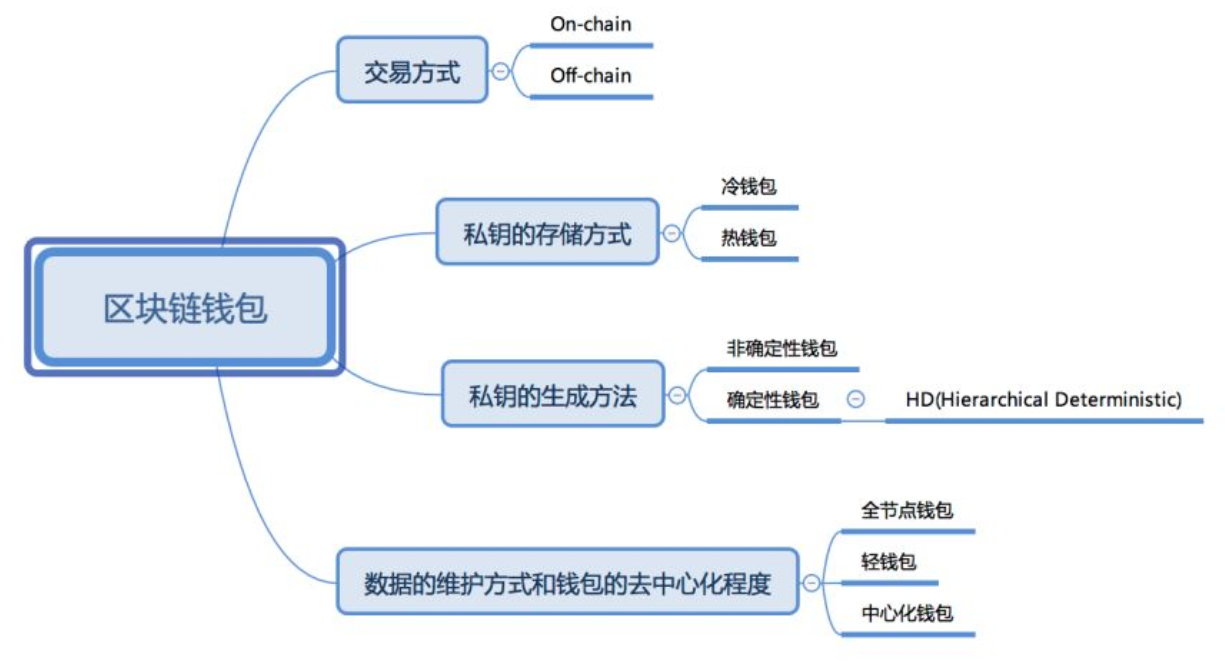 区块链钱包
交易方式
On-chain
Off-chain
私钥的存储方式
冷钱包
热钱包
私钥的生成方法
非确定性钱包
确定性钱包
HD(Hierarchical Deterministic)
数据的维护方式和钱包的去中心化程度
全节点钱包
轻钱包
中心化钱包